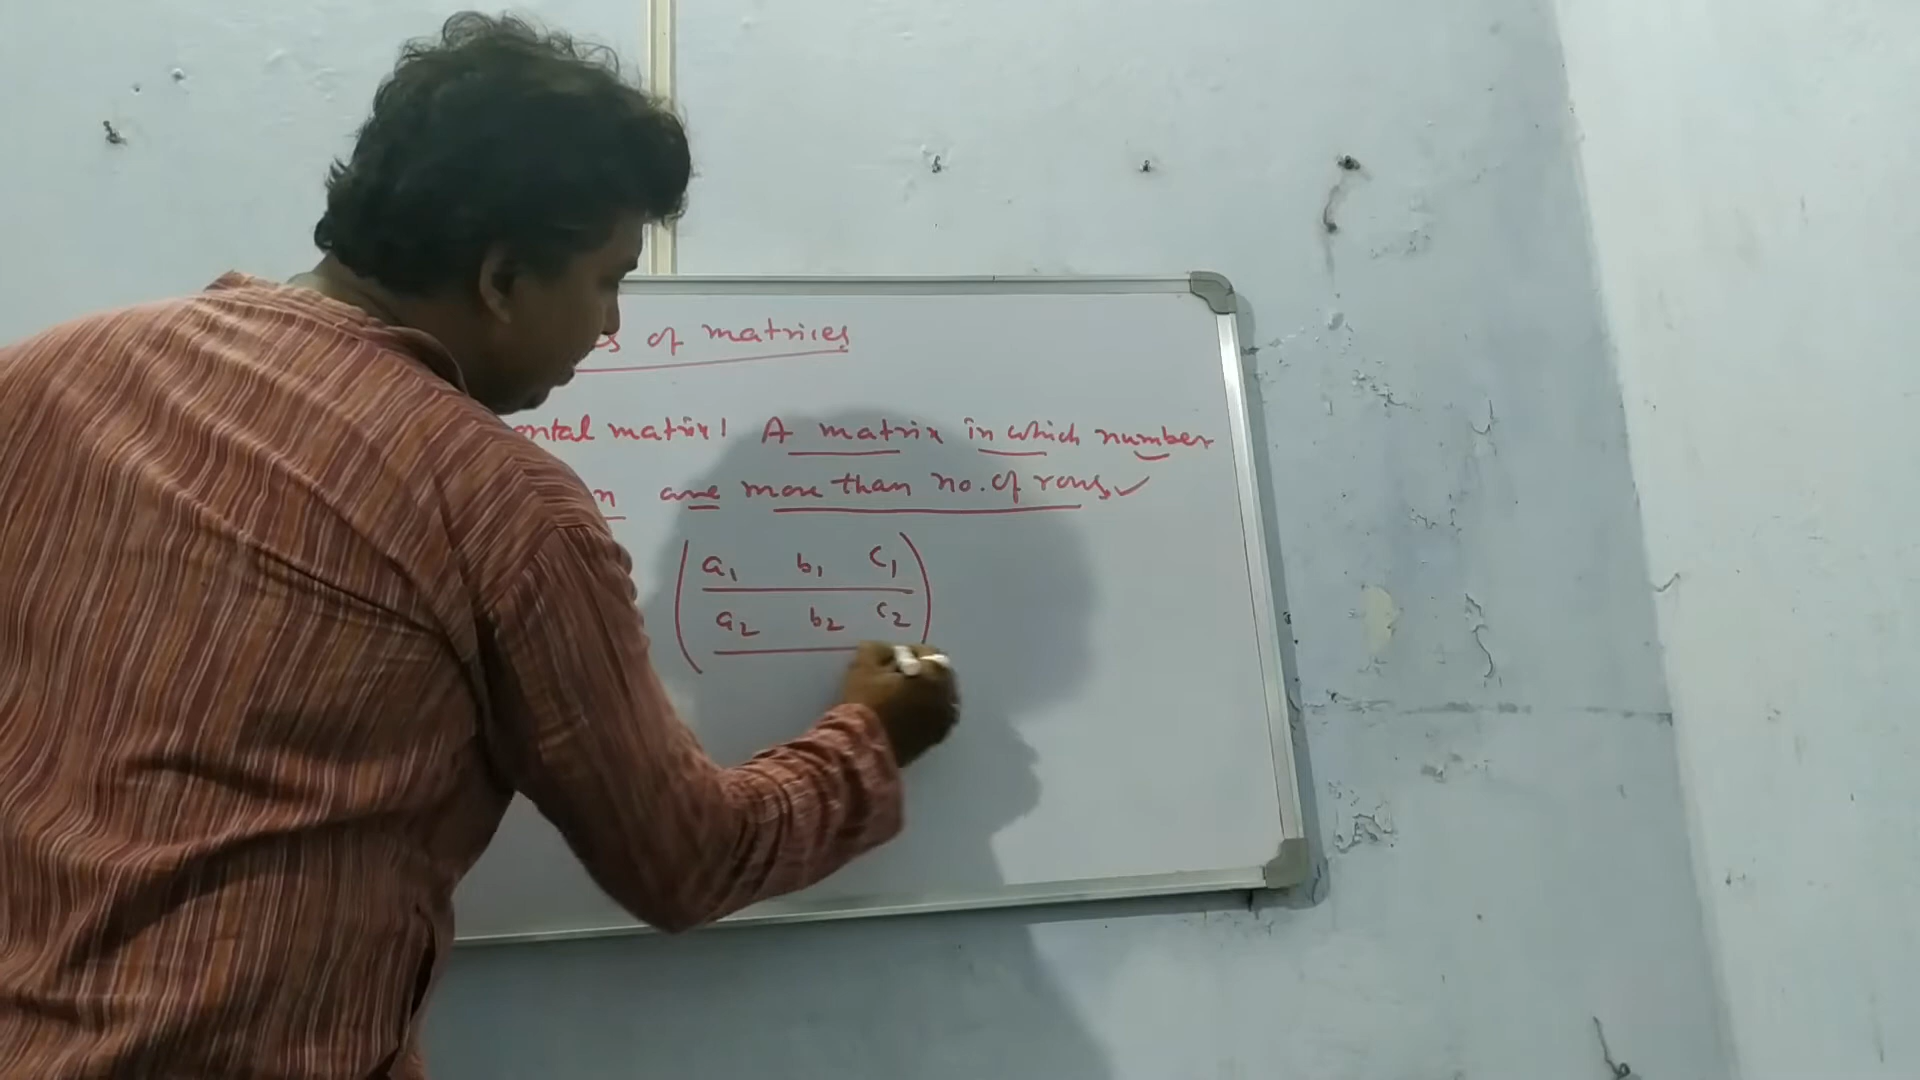 of matrices
ontal matrix! A matrix in which number
n are more than no. of rows ✓
a₁ b₁ c₁
a₂ b₂ c₂